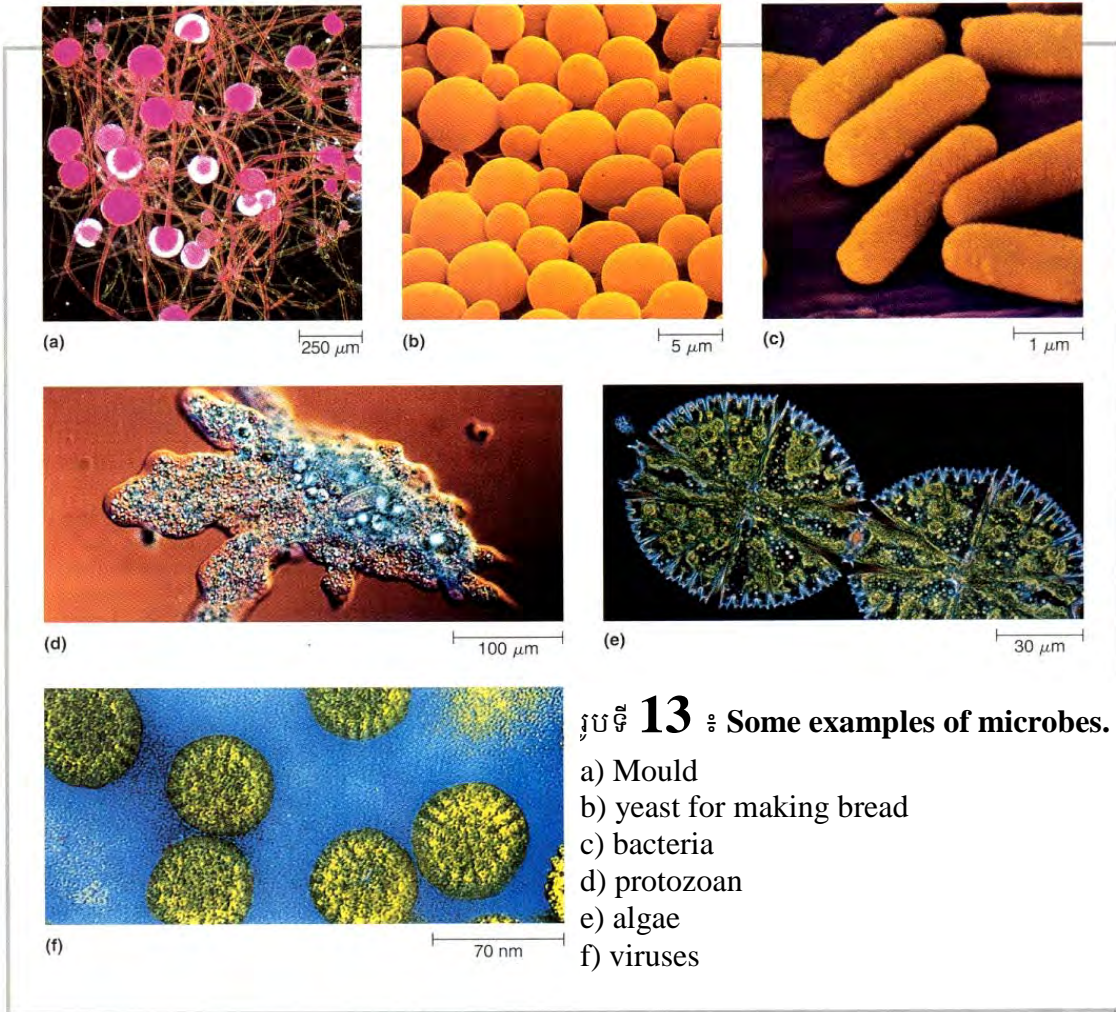 (a)
250 μm
(b)
5 μm
(c)
1 μm
(d)
100 μm
(e)
30 μm
(f)
70 nm
រូបទី 13 ៖ Some examples of microbes.
a) Mould
b) yeast for making bread
c) bacteria
d) protozoan
e) algae
f) viruses